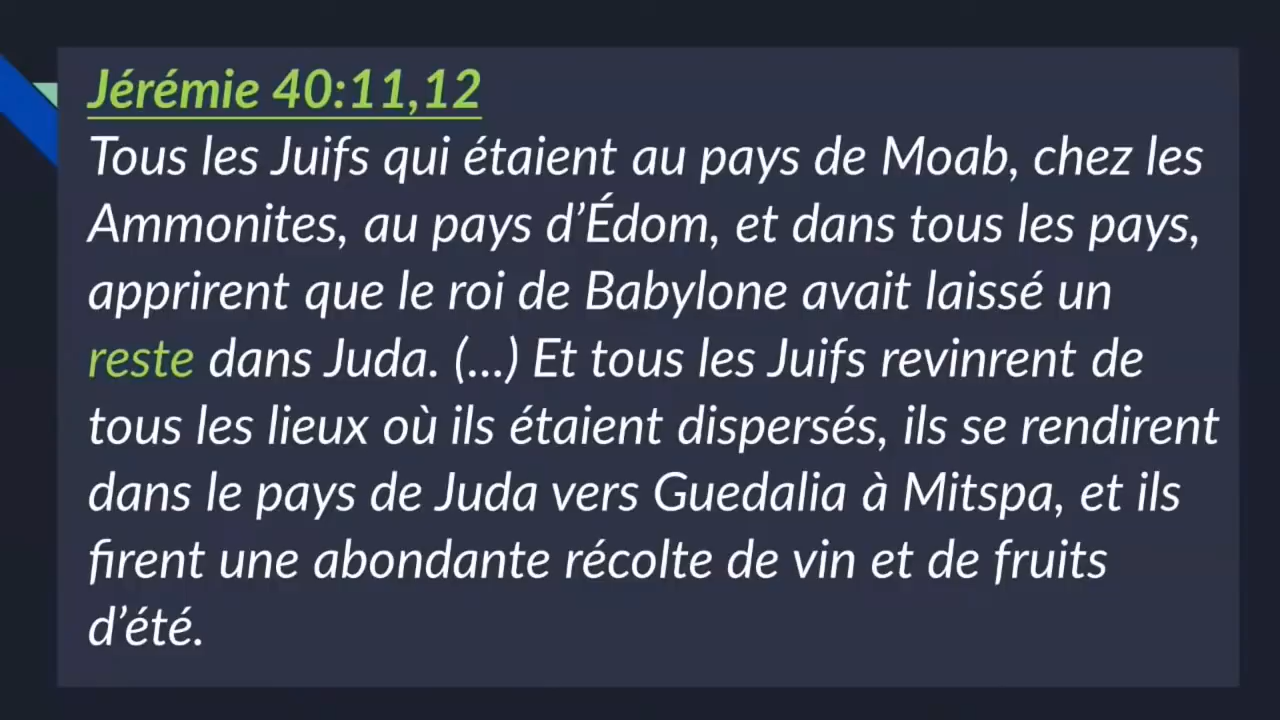 Jérémie 40:11,12
Tous les Juifs qui étaient au pays de Moab, chez les
Ammonites, au pays d’Édom, et dans tous les pays,
apprirent que le roi de Babylone avait laissé un
reste dans Juda. (...) Et tous les Juifs revinrent de
tous les lieux où ils étaient dispersés, ils se rendirent
dans le pays de Juda vers Guedalia à Mitspa, et ils
firent une abondante récolte de vin et de fruits
d’été.